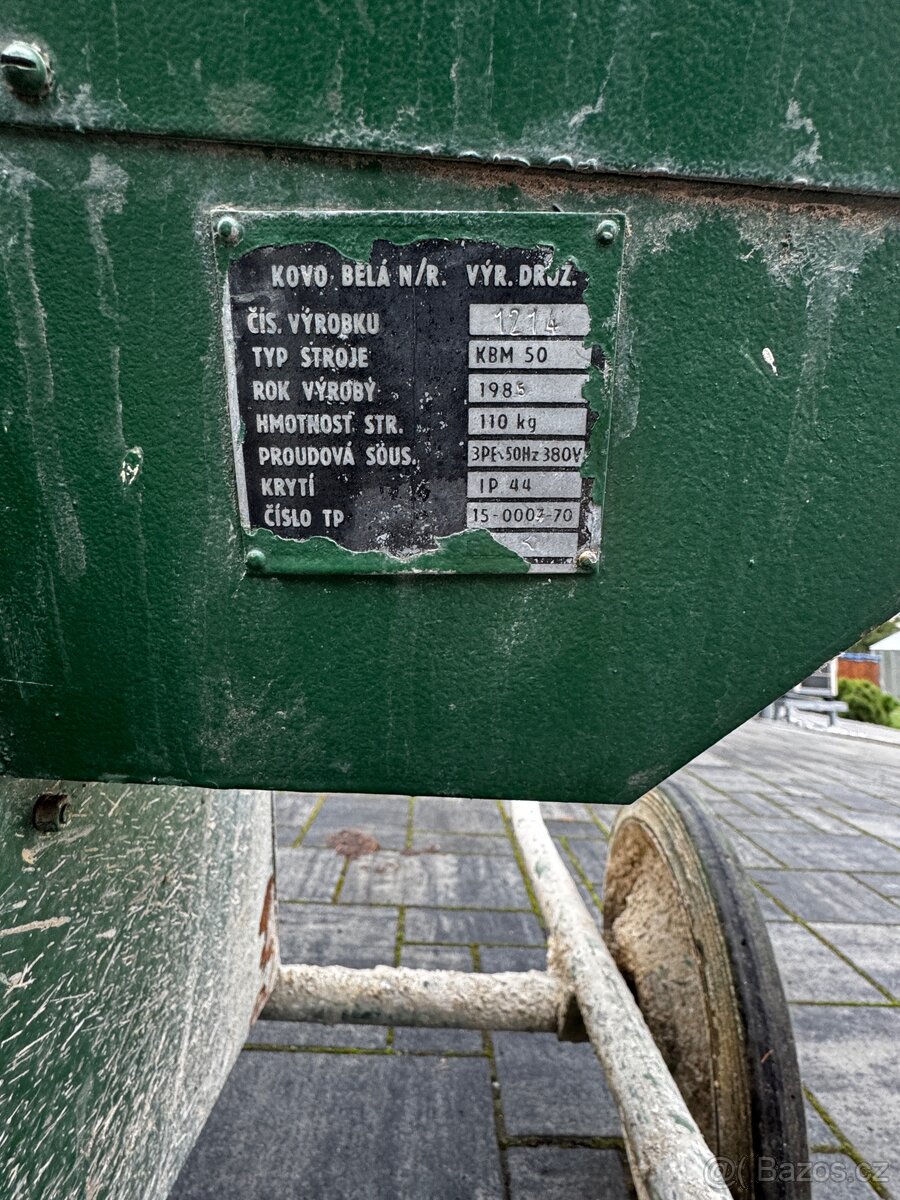 KOVO BELÁ N/R. VÝR. DRUŽ.
ČÍS. VÝROBKU 1214
TYP STROJE KBM 50
ROK VÝROBY 1985
HMOTNOST STR. 110 kg
PROUDOVÁ SOUS. 3PE~50Hz 380V
KRYTÍ IP 44
ČÍSLO TP 15-0007-70
@ Bazos.cz